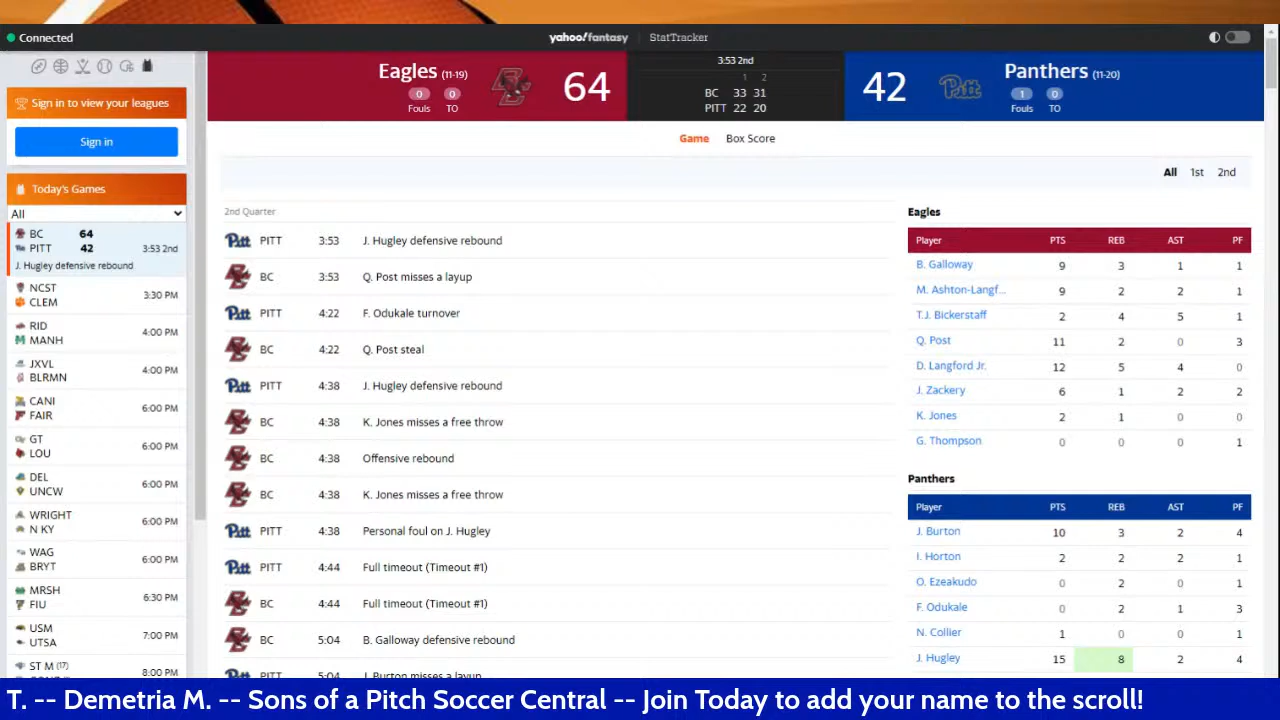 Connected
yahoo!fantasy StatTracker
Sign in to view your leagues
Sign in
Today's Games
All
BC 64
PITT 42 3:53 2nd
J. Hugley defensive rebound
NCST
CLEM 3:30 PM
RID
MANH 4:00 PM
JXVL
BLRMN 4:00 PM
CANI
FAIR 6:00 PM
GT
LOU 6:00 PM
DEL
UNCW 6:00 PM
WRIGHT
N KY 6:00 PM
WAG
BRYT 6:00 PM
MRSH
FIU 6:30 PM
USM
UTSA 7:00 PM
ST M (17)
8:00 PM
Eagles (11-19)
0 0
Fouls TO
64
3:53 2nd
1 2
BC 33 31
PITT 22 20
42
Panthers (11-20)
1 0
Fouls TO
Pitt
Game Box Score
All 1st 2nd
2nd Quarter
Pitt PITT 3:53 J. Hugley defensive rebound
BC 3:53 Q. Post misses a layup
Pitt PITT 4:22 F. Odukale turnover
BC 4:22 Q. Post steal
Pitt PITT 4:38 J. Hugley defensive rebound
BC 4:38 K. Jones misses a free throw
BC 4:38 Offensive rebound
BC 4:38 K. Jones misses a free throw
Pitt PITT 4:38 Personal foul on J. Hugley
Pitt PITT 4:44 Full timeout (Timeout #1)
BC 4:44 Full timeout (Timeout #1)
BC 5:04 B. Galloway defensive rebound
Pitt PITT 5:04 J. Burton misses a layup
Eagles
Player PTS REB AST PF
B. Galloway 9 3 1 1
M. Ashton-Langf... 9 2 2 1
T.J. Bickerstaff 2 4 5 1
Q. Post 11 2 0 3
D. Langford Jr. 12 5 4 0
J. Zackery 6 1 2 2
K. Jones 2 1 0 0
G. Thompson 0 0 0 1
Panthers
Player PTS REB AST PF
J. Burton 10 3 2 4
I. Horton 2 2 2 1
O. Ezeakudo 0 2 0 1
F. Odukale 0 2 1 3
N. Collier 1 0 0 1
J. Hugley 15 8 2 4
T. -- Demetria M. -- Sons of a Pitch Soccer Central -- Join Today to add your name to the scroll!